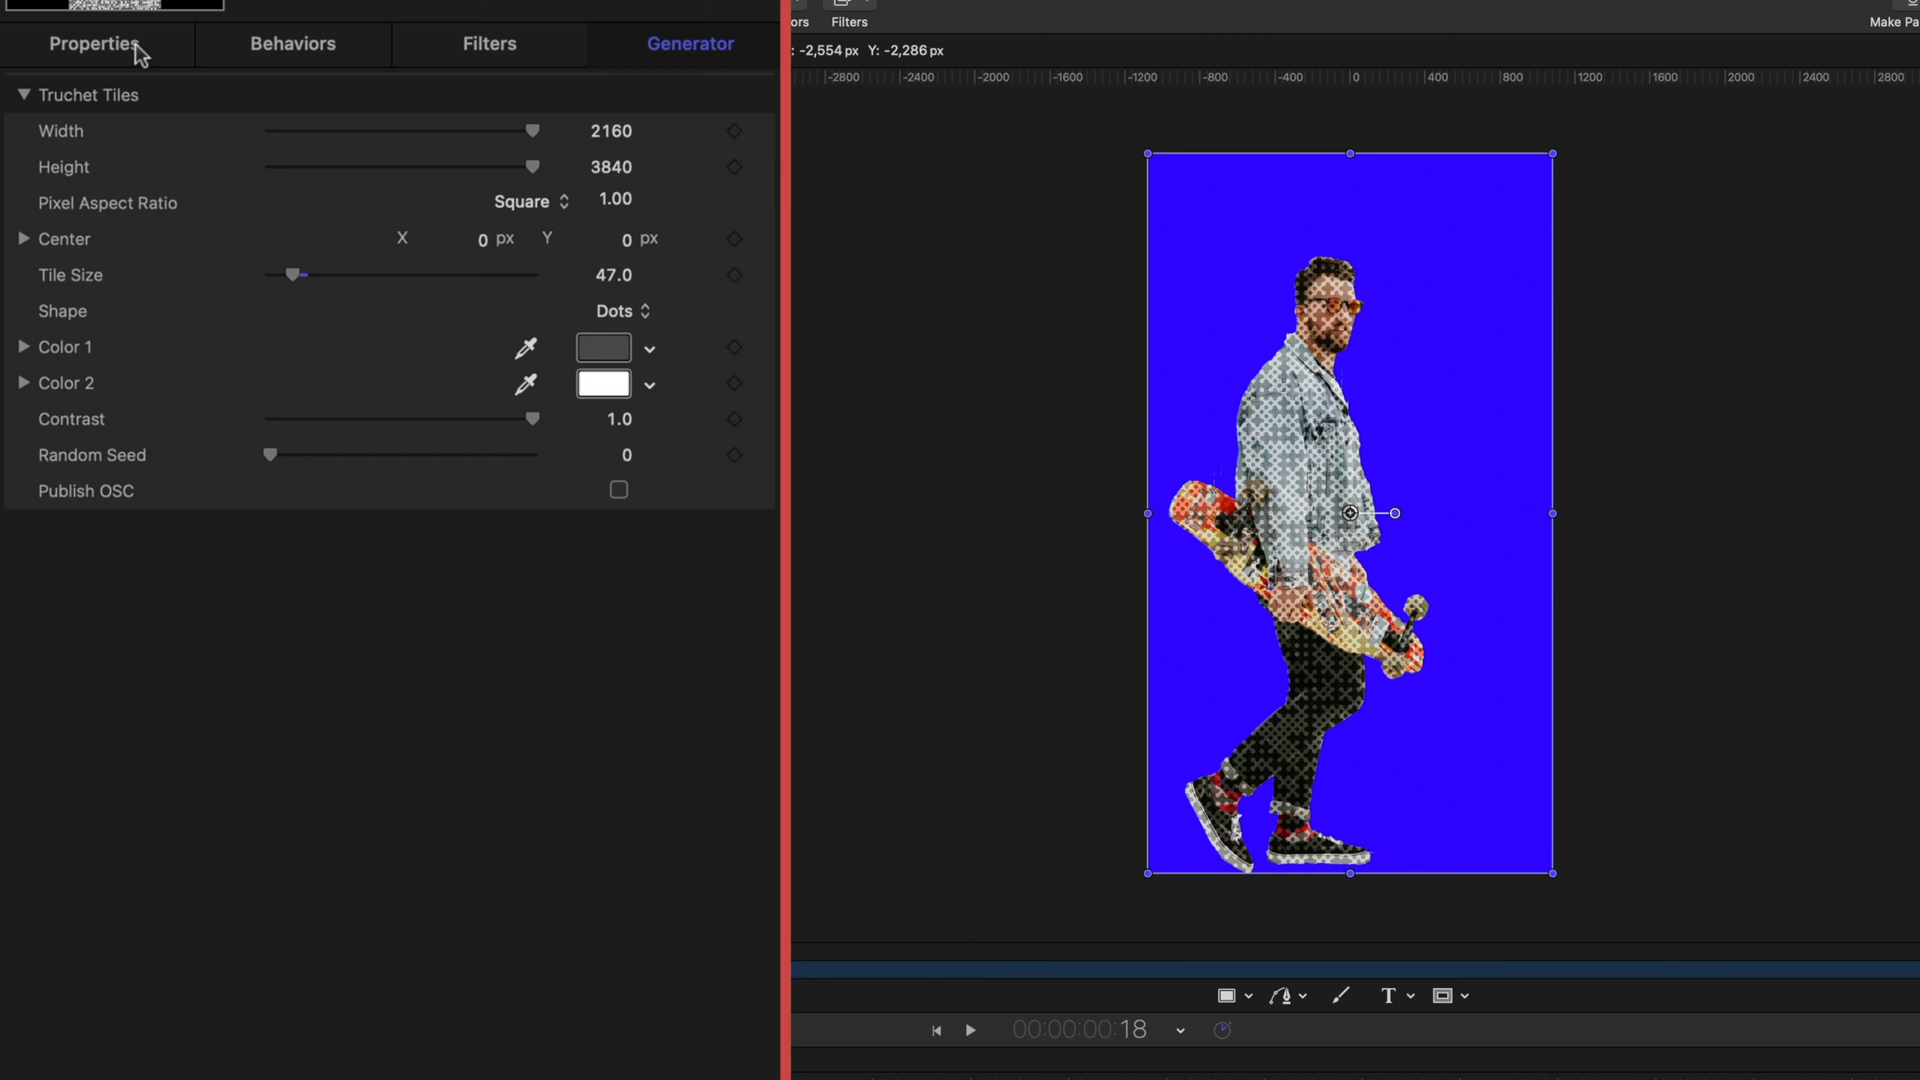 Properties Behaviors Filters Generator
Truchet Tiles
Width 2160
Height 3840
Pixel Aspect Ratio Square 1.00
Center X 0 px Y 0 px
Tile Size 47.0
Shape Dots
Color 1
Color 2
Contrast 1.0
Random Seed 0
Publish OSC
ors Filters Make Pa
: -2,554 px Y: -2,286 px
-2800 -2400 -2000 -1600 -1200 -800 -400 0 400 800 1200 1600 2000 2400 2800
T
00:00:00:18